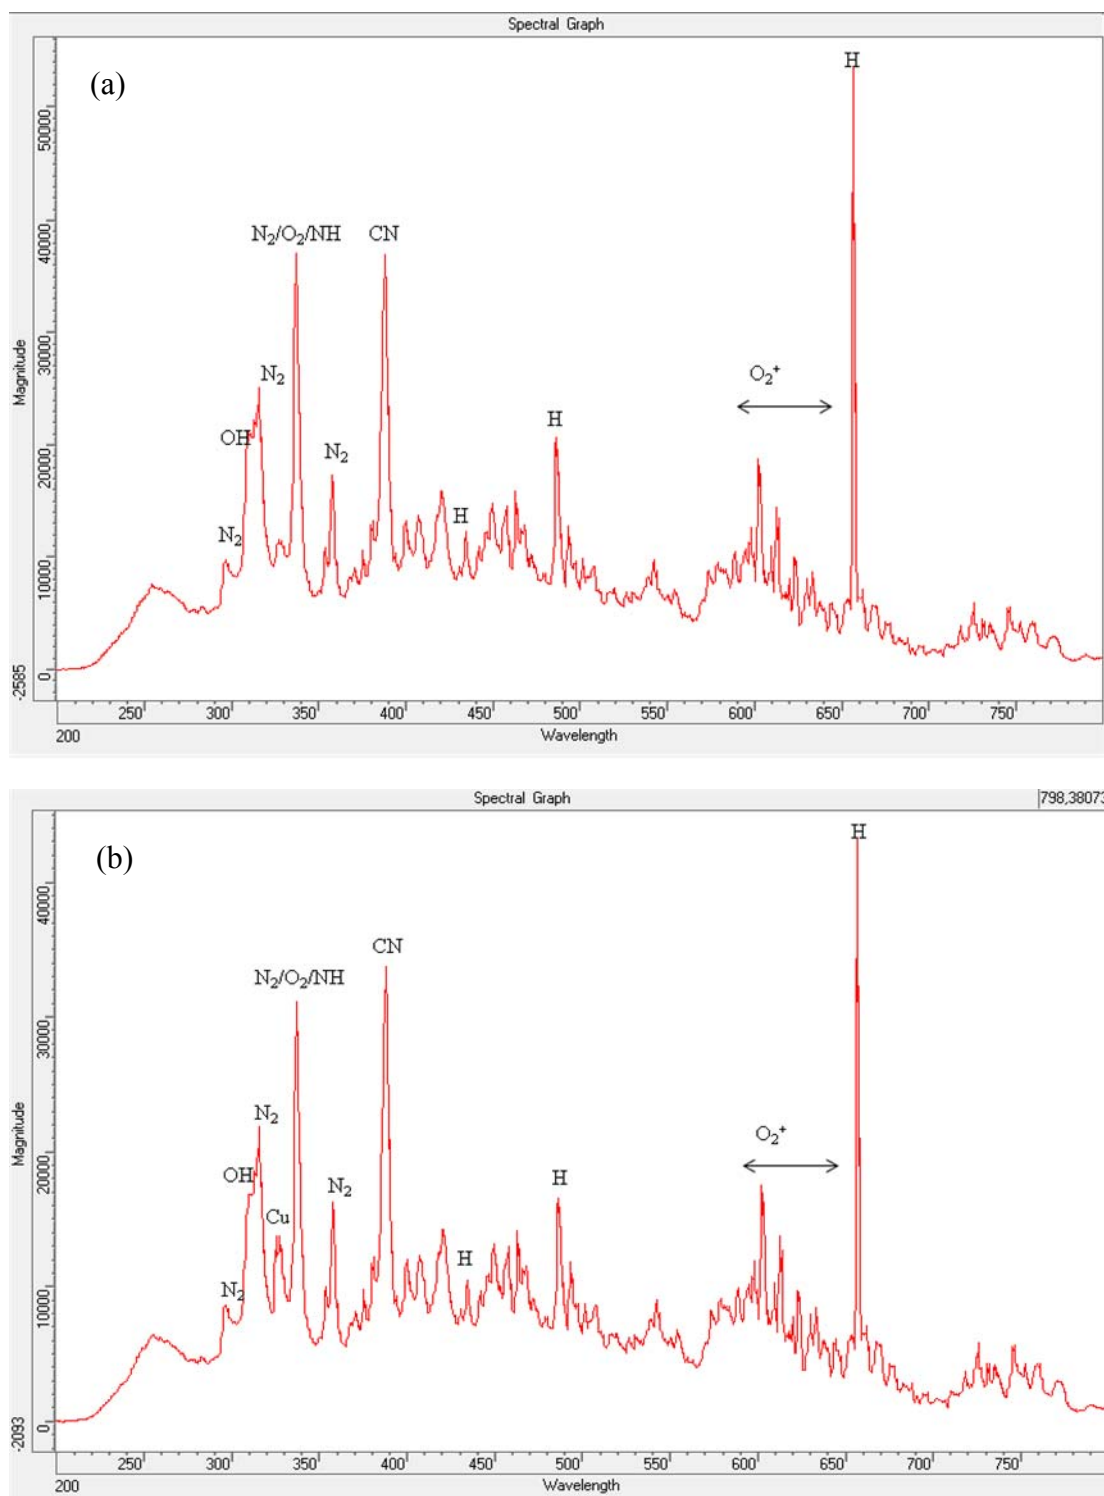 Spectral Graph
(a)
H
N₂/O₂/NH
CN
N₂
O₂⁺
OH
H
N₂
H
N₂
Magnitude
50000
40000
30000
20000
10000
0
-2585
250 300 350 400 450 500 550 600 650 700 750
200
Wavelength
Spectral Graph
798,38073
(b)
H
CN
N₂/O₂/NH
N₂
O₂⁺
OH
H
N₂
Cu
H
N₂
Magnitude
40000
30000
20000
10000
0
-2093
250 300 350 400 450 500 550 600 650 700 750
200
Wavelength